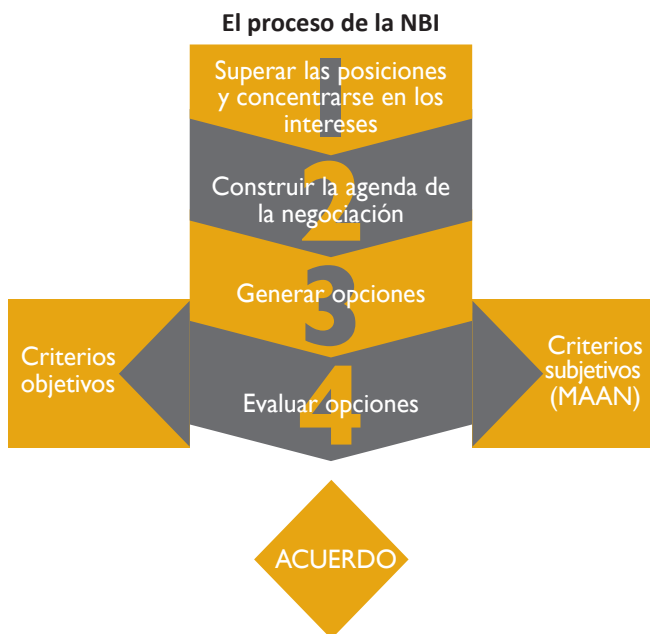 El proceso de la NBI
1
Superar las posiciones
y concentrarse en los
intereses
2
Construir la agenda de
la negociación
3
Generar opciones
4
Evaluar opciones
Criterios
objetivos
Criterios
subjetivos
(MAAN)
ACUERDO